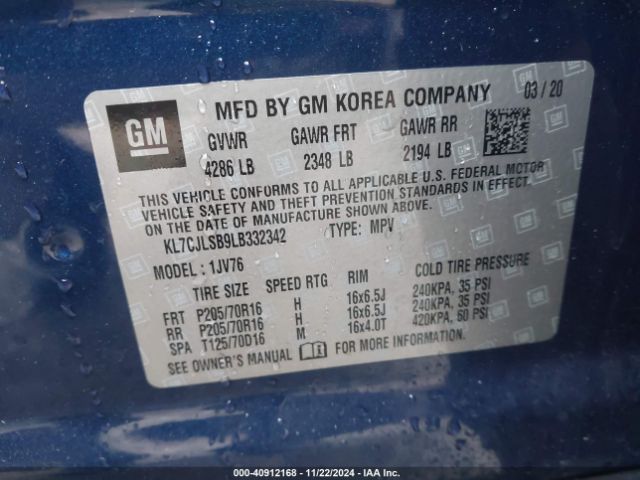 GM
MFD BY GM KOREA COMPANY 03 / 20
GVWR GAWR FRT GAWR RR
4286 LB 2348 LB 2194 LB
THIS VEHICLE CONFORMS TO ALL APPLICABLE U.S. FEDERAL MOTOR
VEHICLE SAFETY AND THEFT PREVENTION STANDARDS IN EFFECT
ON THE DATE OF MANUFACTURE SHOWN ABOVE.
KL7CJLSB9LB332342 TYPE: MPV
MODEL : 1JV76
TIRE SIZE SPEED RTG RIM COLD TIRE PRESSURE
FRT P205/70R16 H 16x6.5J 240KPA, 35 PSI
RR P205/70R16 H 16x6.5J 240KPA, 35 PSI
SPA T125/70D16 M 16x4.0T 420KPA, 60 PSI
SEE OWNER'S MANUAL FOR MORE INFORMATION.
000-40912168 - 11/22/2024 - IAA Inc.